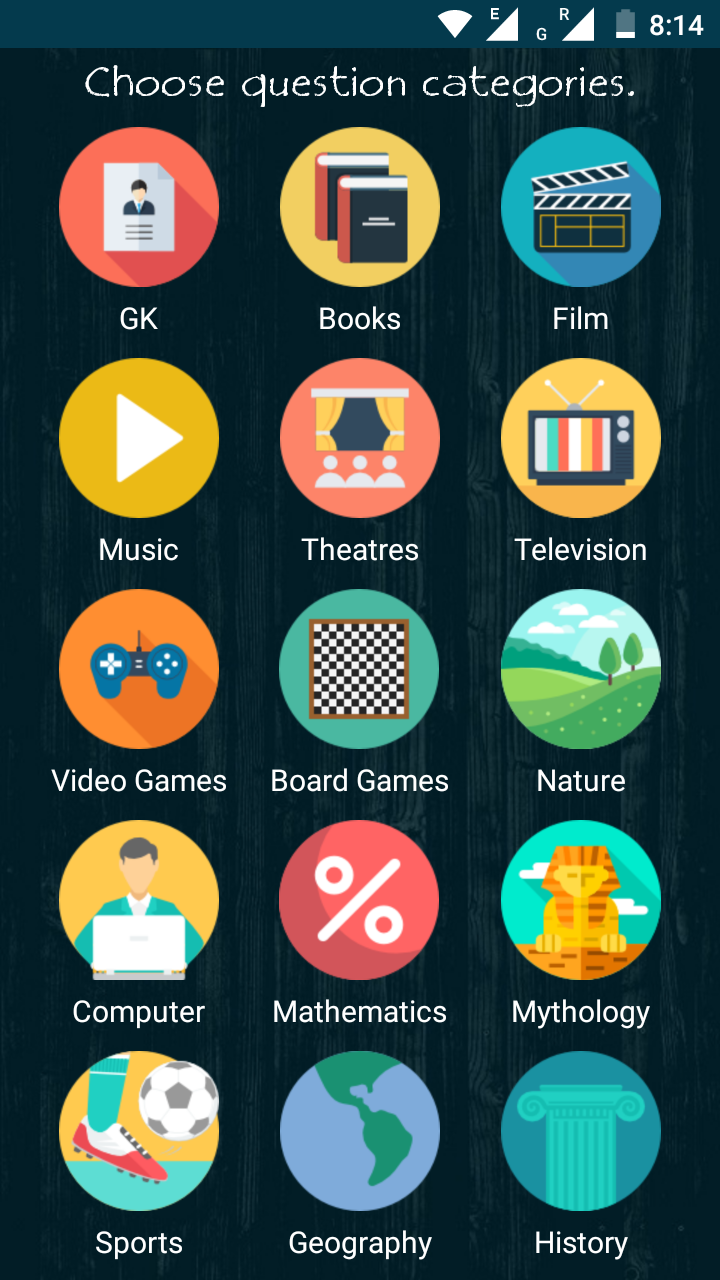 E G R 8:14
Choose question categories.
GK Books Film
Music Theatres Television
Video Games Board Games Nature
Computer Mathematics Mythology
Sports Geography History